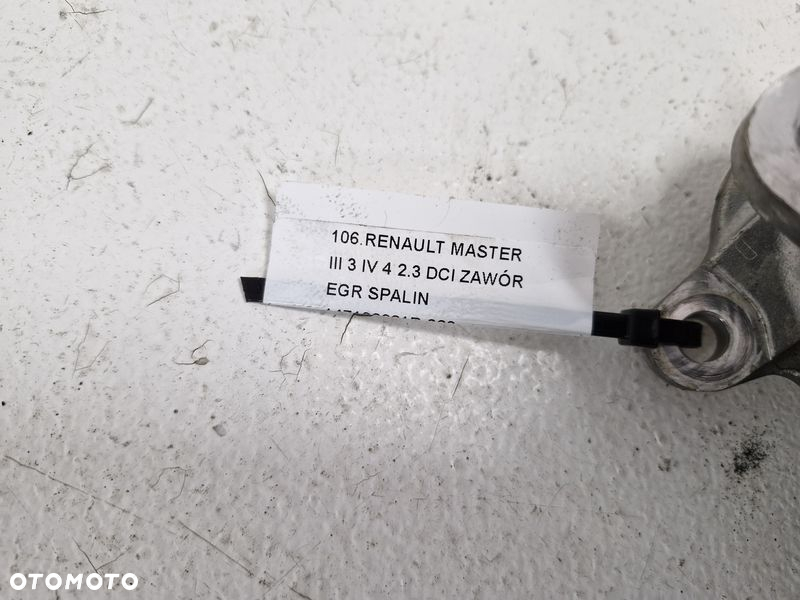 106.RENAULT MASTER
III 3 IV 4 2.3 DCI ZAWÓR
EGR SPALIN
OTOMOTO